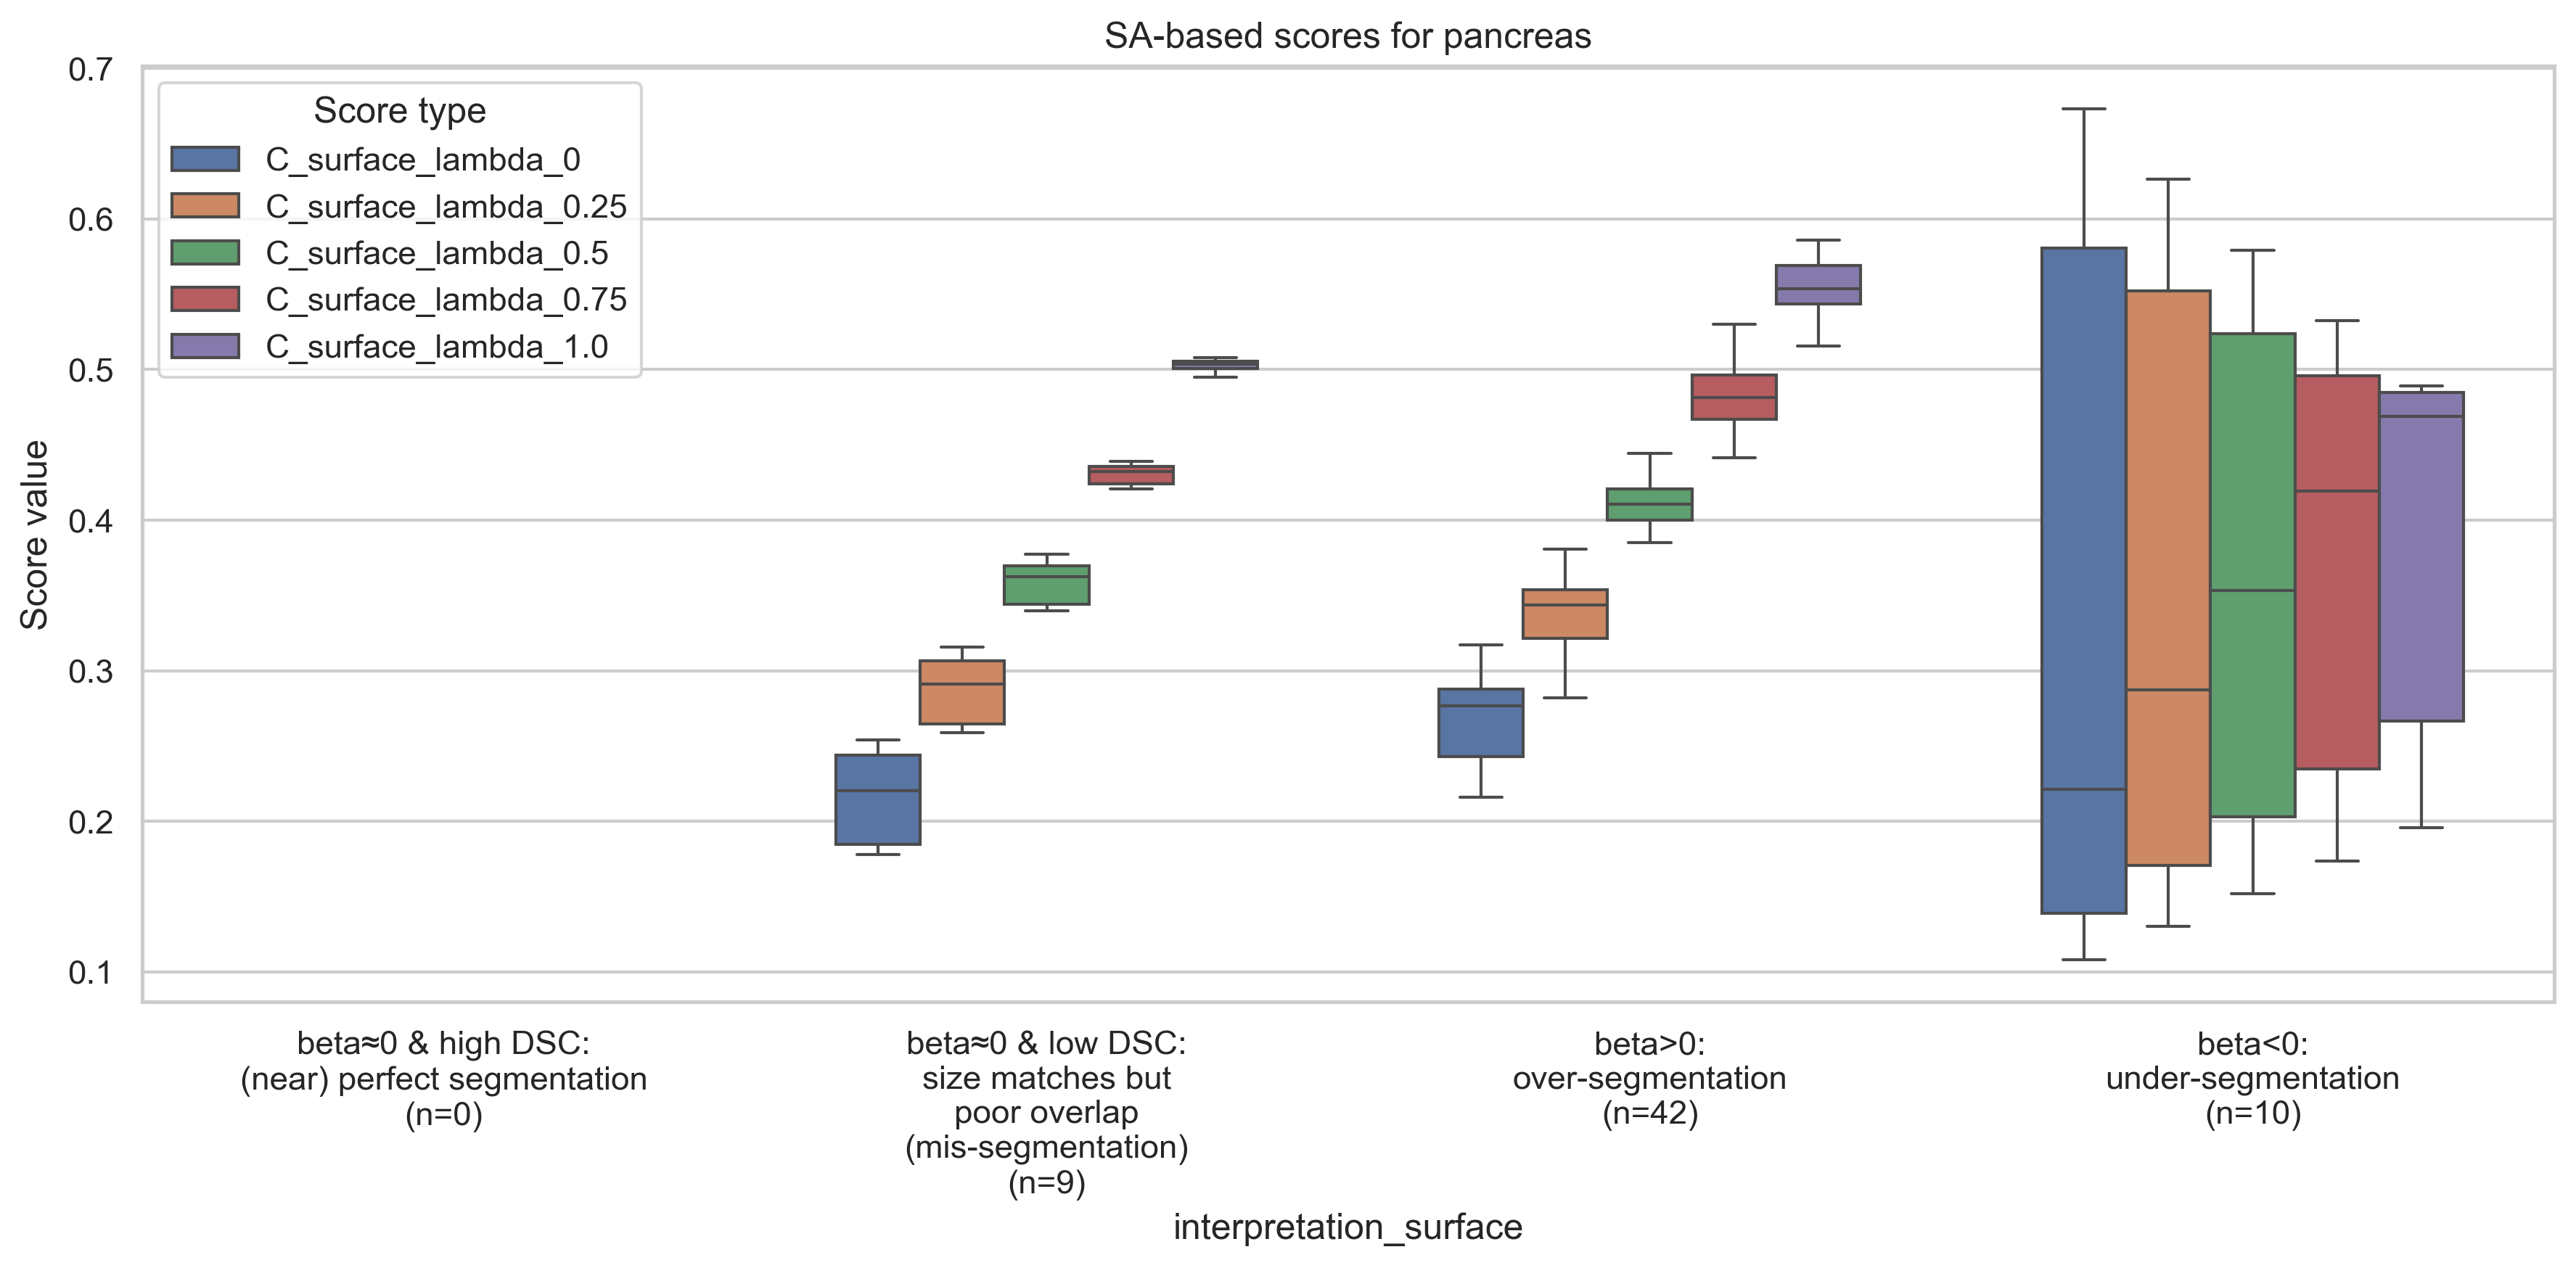 SA-based scores for pancreas
Score value
0.7
0.6
0.5
0.4
0.3
0.2
0.1
Score type
C_surface_lambda_0
C_surface_lambda_0.25
C_surface_lambda_0.5
C_surface_lambda_0.75
C_surface_lambda_1.0
beta≈0 & high DSC:
(near) perfect segmentation
(n=0)
beta≈0 & low DSC:
size matches but
poor overlap
(mis-segmentation)
(n=9)
beta>0:
over-segmentation
(n=42)
beta<0:
under-segmentation
(n=10)
interpretation_surface